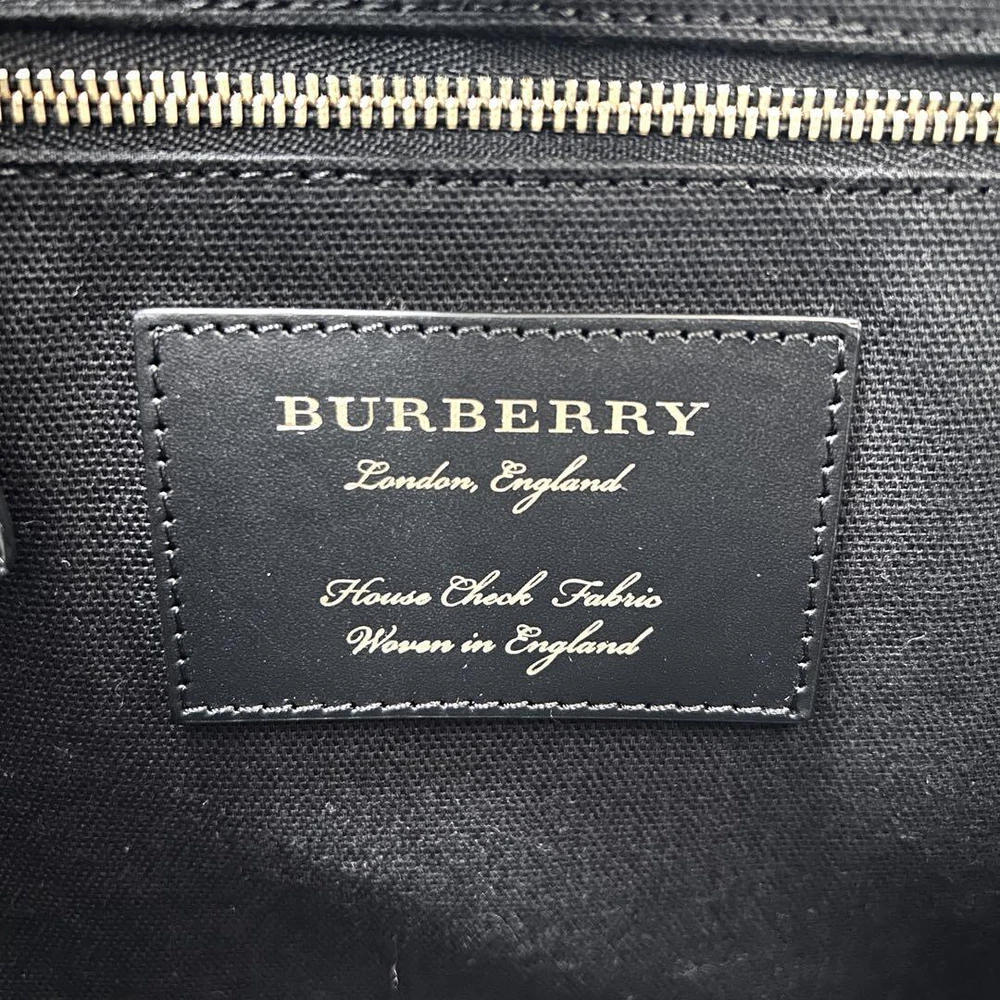 BURBERRY
London, England
House Check Fabric
Woven in England